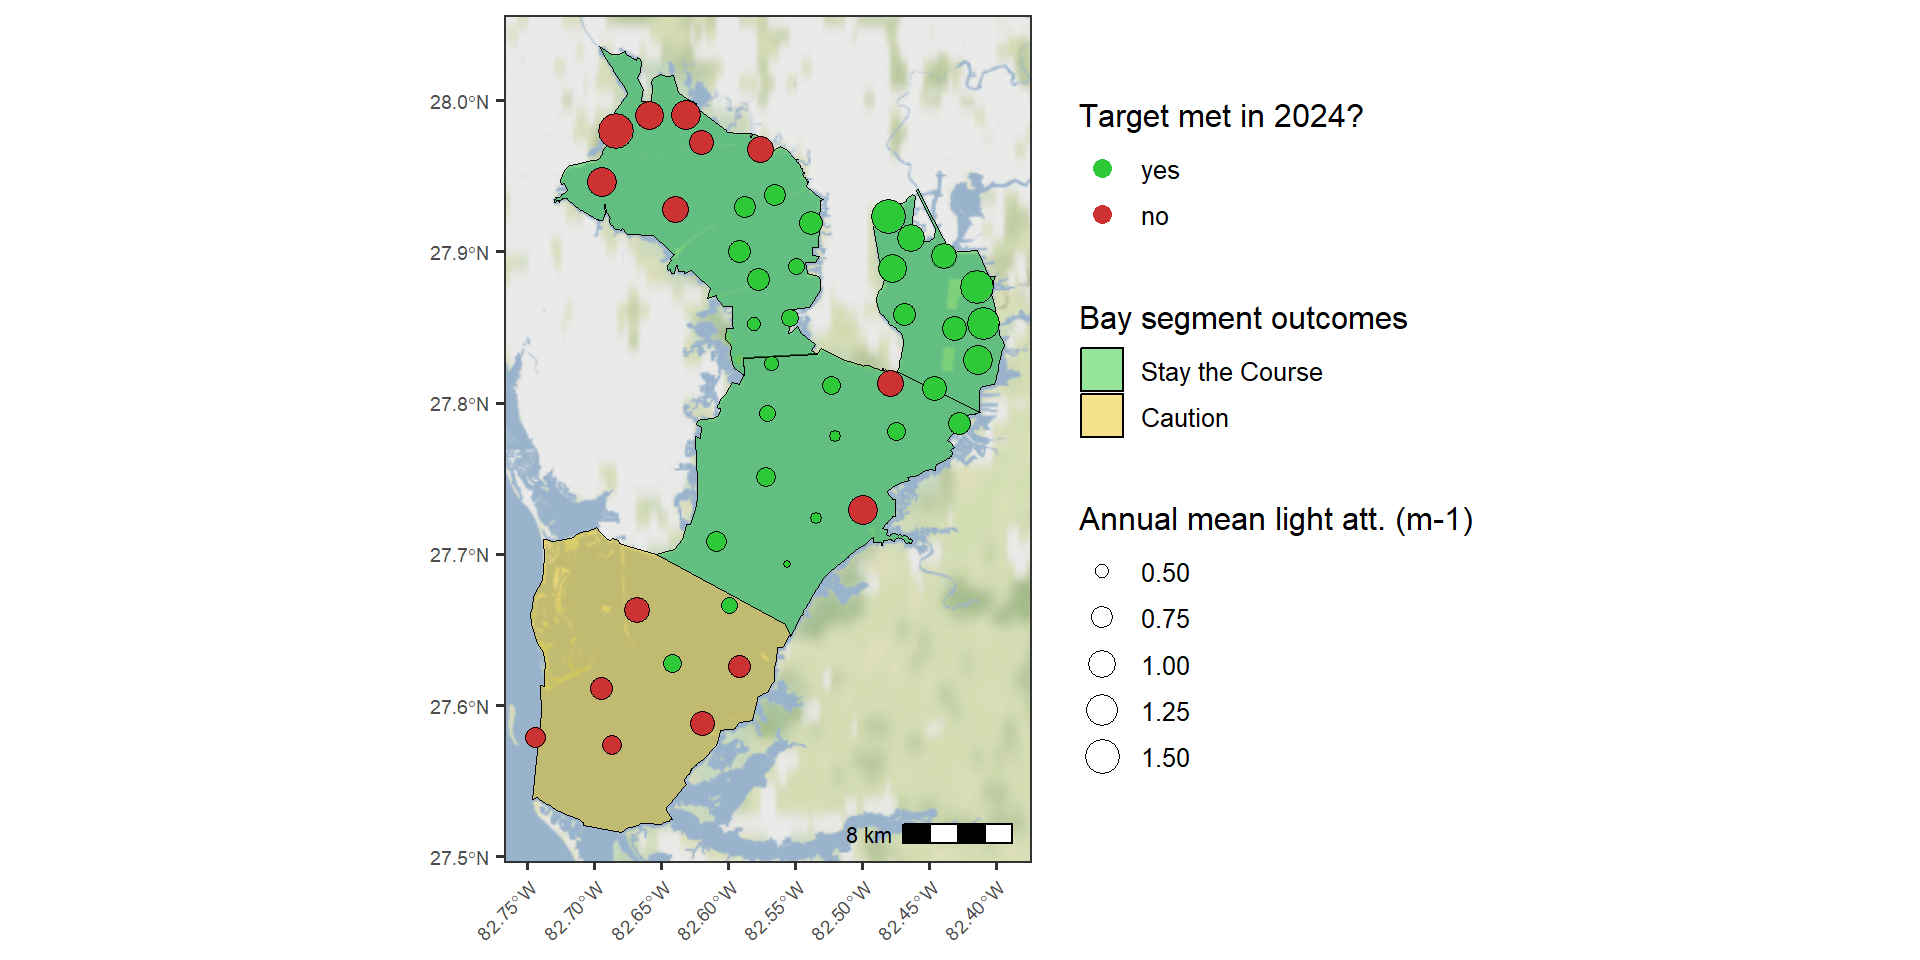 28.0°N
27.9°N
27.8°N
27.7°N
27.6°N
27.5°N
82.75°W
82.70°W
82.65°W
82.60°W
82.55°W
82.50°W
82.45°W
82.40°W
8 km
Target met in 2024?
yes
no
Bay segment outcomes
Stay the Course
Caution
Annual mean light att. (m-1)
0.50
0.75
1.00
1.25
1.50